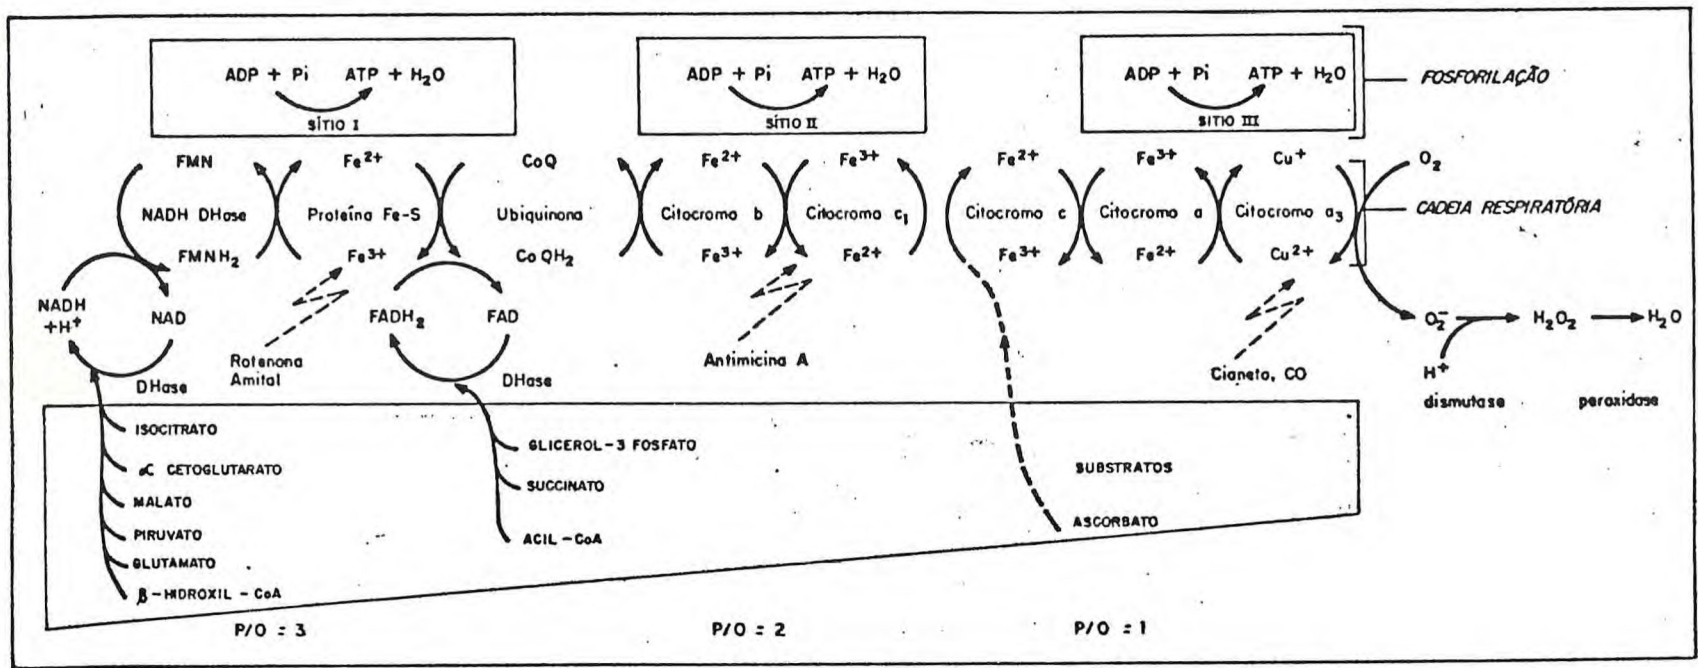 ADP + Pi ATP + H₂O
SÍTIO I
ADP + Pi ATP + H₂O
SÍTIO II
ADP + Pi ATP + H₂O
SÍTIO III
FOSFORILAÇÃO
FMN Fe²⁺ CoQ Fe²⁺ Fe³⁺ Fe²⁺ Fe³⁺ Cu⁺ O₂
NADH DHase Proteína Fe-S Ubiquinona Citocromo b Citocromo c₁ Citocromo c Citocromo a Citocromo a₃ CADEIA RESPIRATÓRIA
FMNH₂ Fe³⁺ CoQH₂ Fe³⁺ Fe²⁺ Fe³⁺ Fe²⁺ Cu²⁺
NADH
+H⁺
NAD
DHase
Rotenona
Amital
FADH₂ FAD
DHase
Antimicina A
Cianeto, CO
O₂⁻ H₂O₂ H₂O
H⁺
dismutase peroxidase
ISOCITRATO
αC CETOGLUTARATO
MALATO
PIRUVATO
GLUTAMATO
β-HIDROXIL-CoA
GLICEROL-3 FOSFATO
SUCCINATO
ACIL-CoA
SUBSTRATOS
ASCORBATO
P/O = 3 P/O = 2 P/O = 1